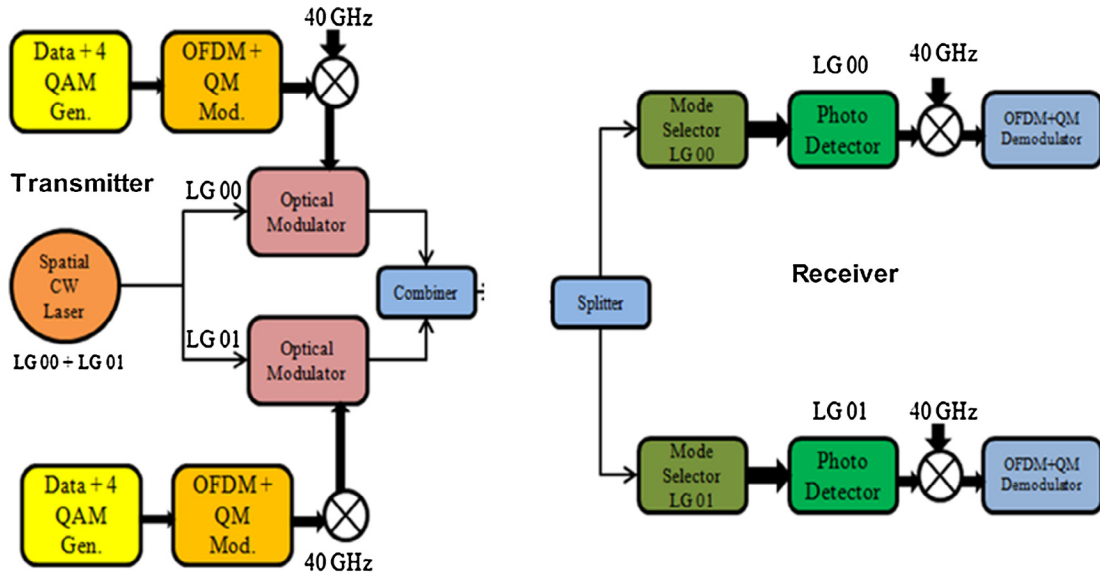 40 GHz
Data + 4
QAM
Gen.
OFDM +
QM
Mod.
Transmitter
LG 00
Optical
Modulator
Spatial
CW
Laser
LG 00 + LG 01
Combiner
LG 01
Optical
Modulator
Data + 4
QAM
Gen.
OFDM +
QM
Mod.
40 GHz
LG 00
40 GHz
Mode
Selector
LG 00
Photo
Detector
OFDM+QM
Demodulator
Splitter
Receiver
LG 01
40 GHz
Mode
Selector
LG 01
Photo
Detector
OFDM+QM
Demodulator